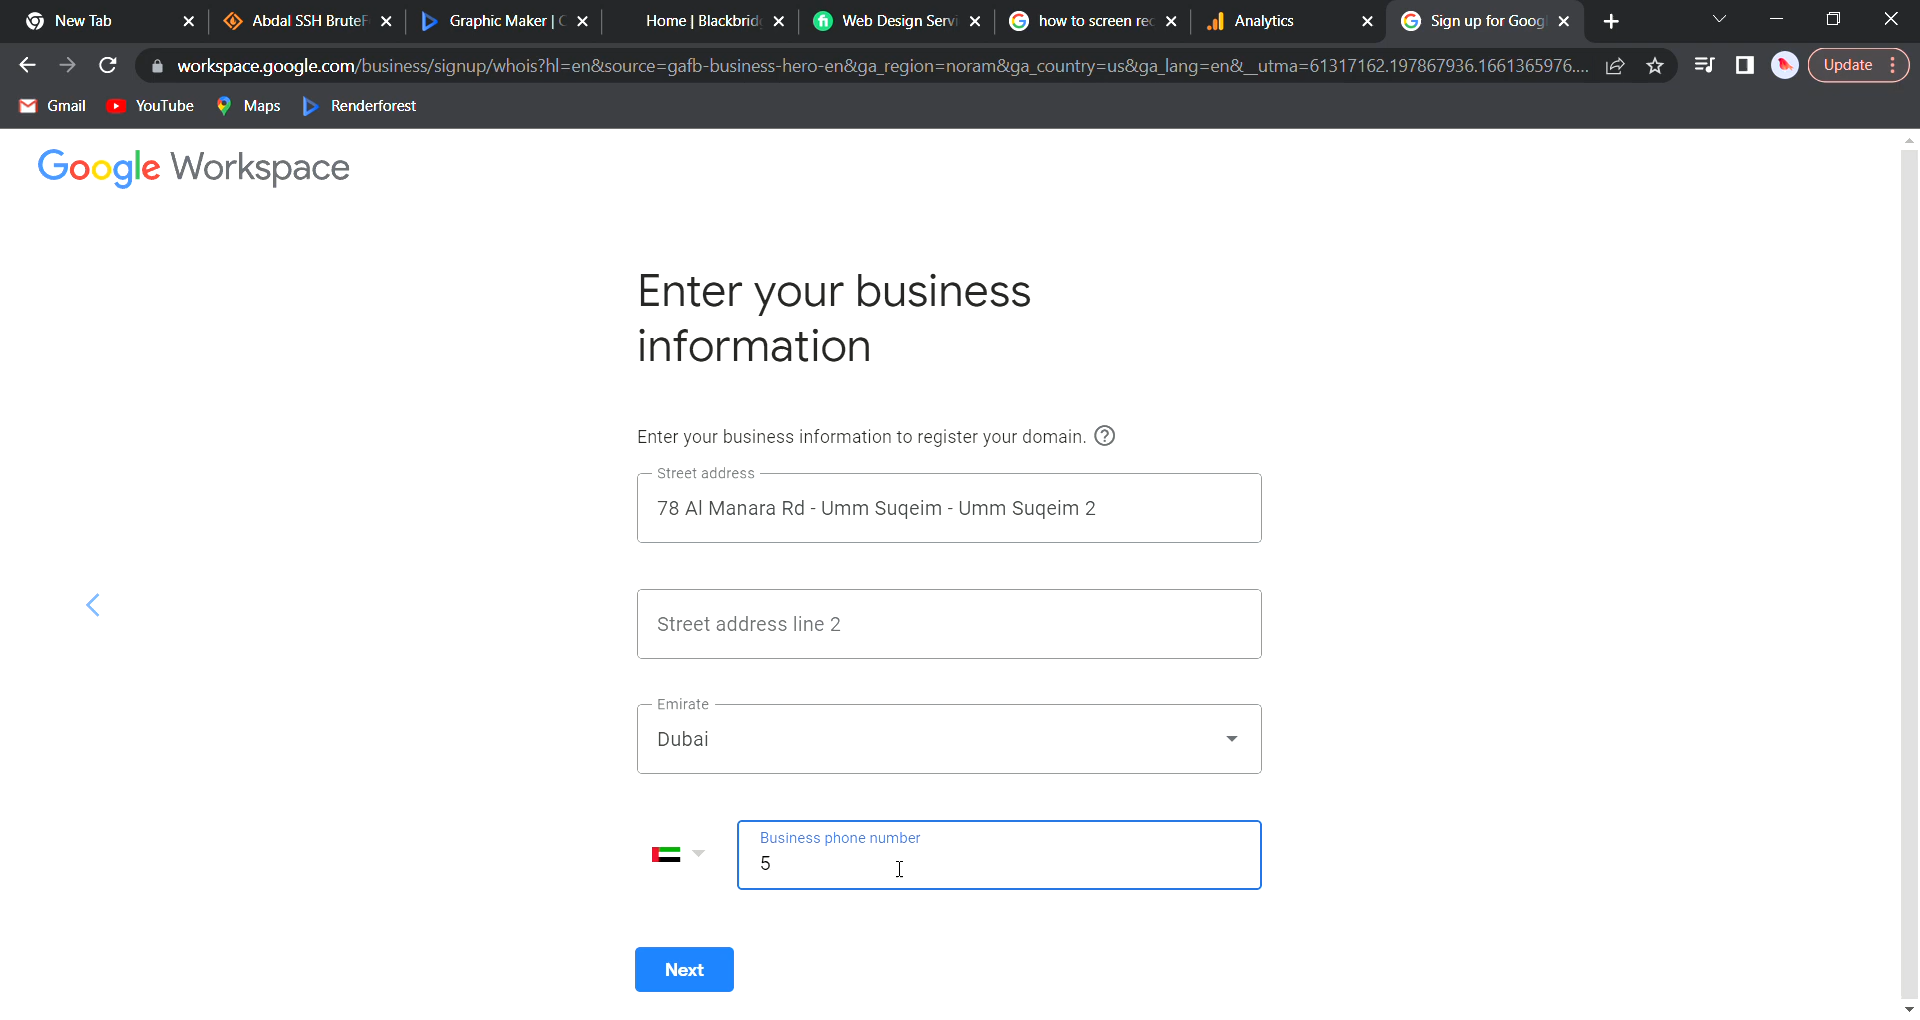 New Tab
Abdal SSH BruteF
Graphic Maker | C
Home | Blackbrid
Web Design Servi
how to screen rec
Analytics
Sign up for Goog
workspace.google.com/business/signup/whois?hl=en&source=gafb-business-hero-en&ga_region=noram&ga_country=us&ga_lang=en&__utma=61317162.197867936.1661365976....
Update
Gmail
YouTube
Maps
Renderforest
Google Workspace
Enter your business
information
Enter your business information to register your domain.
Street address
78 Al Manara Rd - Umm Suqeim - Umm Suqeim 2
Street address line 2
Emirate
Dubai
Business phone number
5
Next